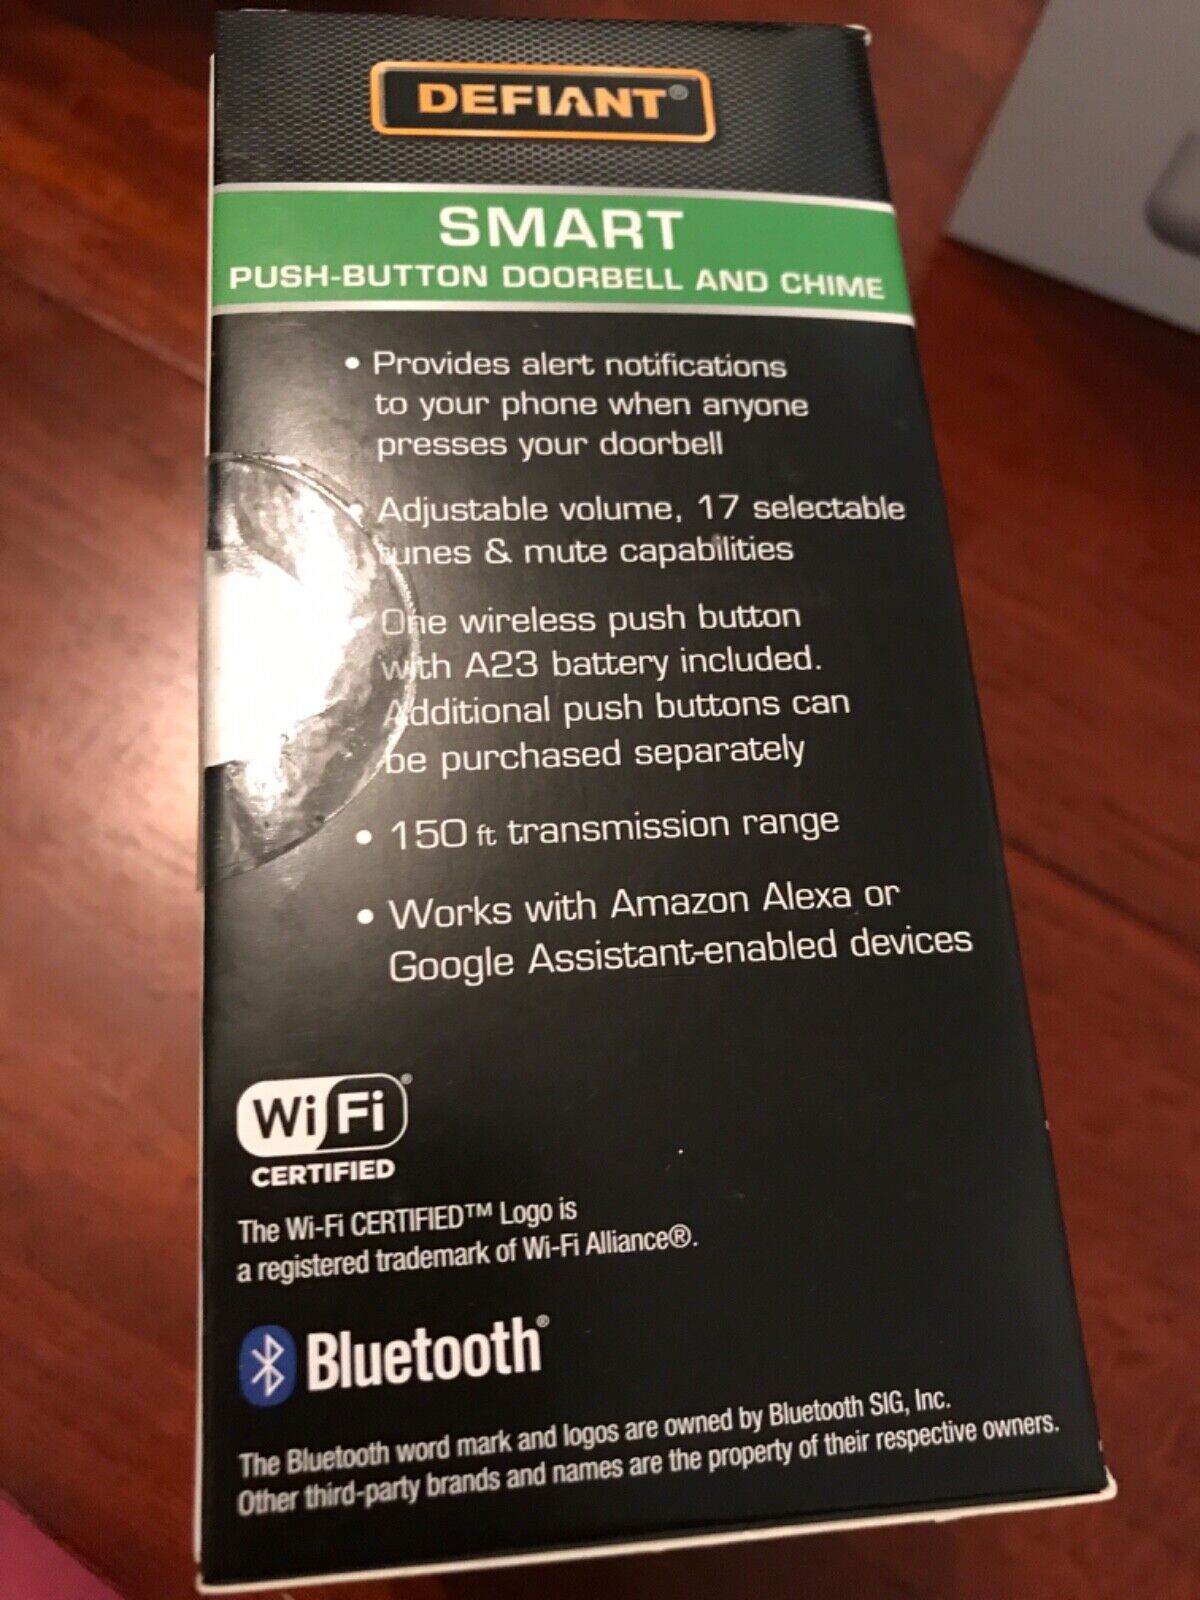 DEFIANT®
SMART
PUSH-BUTTON DOORBELL AND CHIME
• Provides alert notifications
to your phone when anyone
presses your doorbell
• Adjustable volume, 17 selectable
tunes & mute capabilities
One wireless push button
with A23 battery included.
Additional push buttons can
be purchased separately
• 150 ft transmission range
• Works with Amazon Alexa or
Google Assistant-enabled devices
Wi Fi®
CERTIFIED
The Wi-Fi CERTIFIED™ Logo is
a registered trademark of Wi-Fi Alliance®.
Bluetooth®
The Bluetooth word mark and logos are owned by Bluetooth SIG, Inc.
Other third-party brands and names are the property of their respective owners.